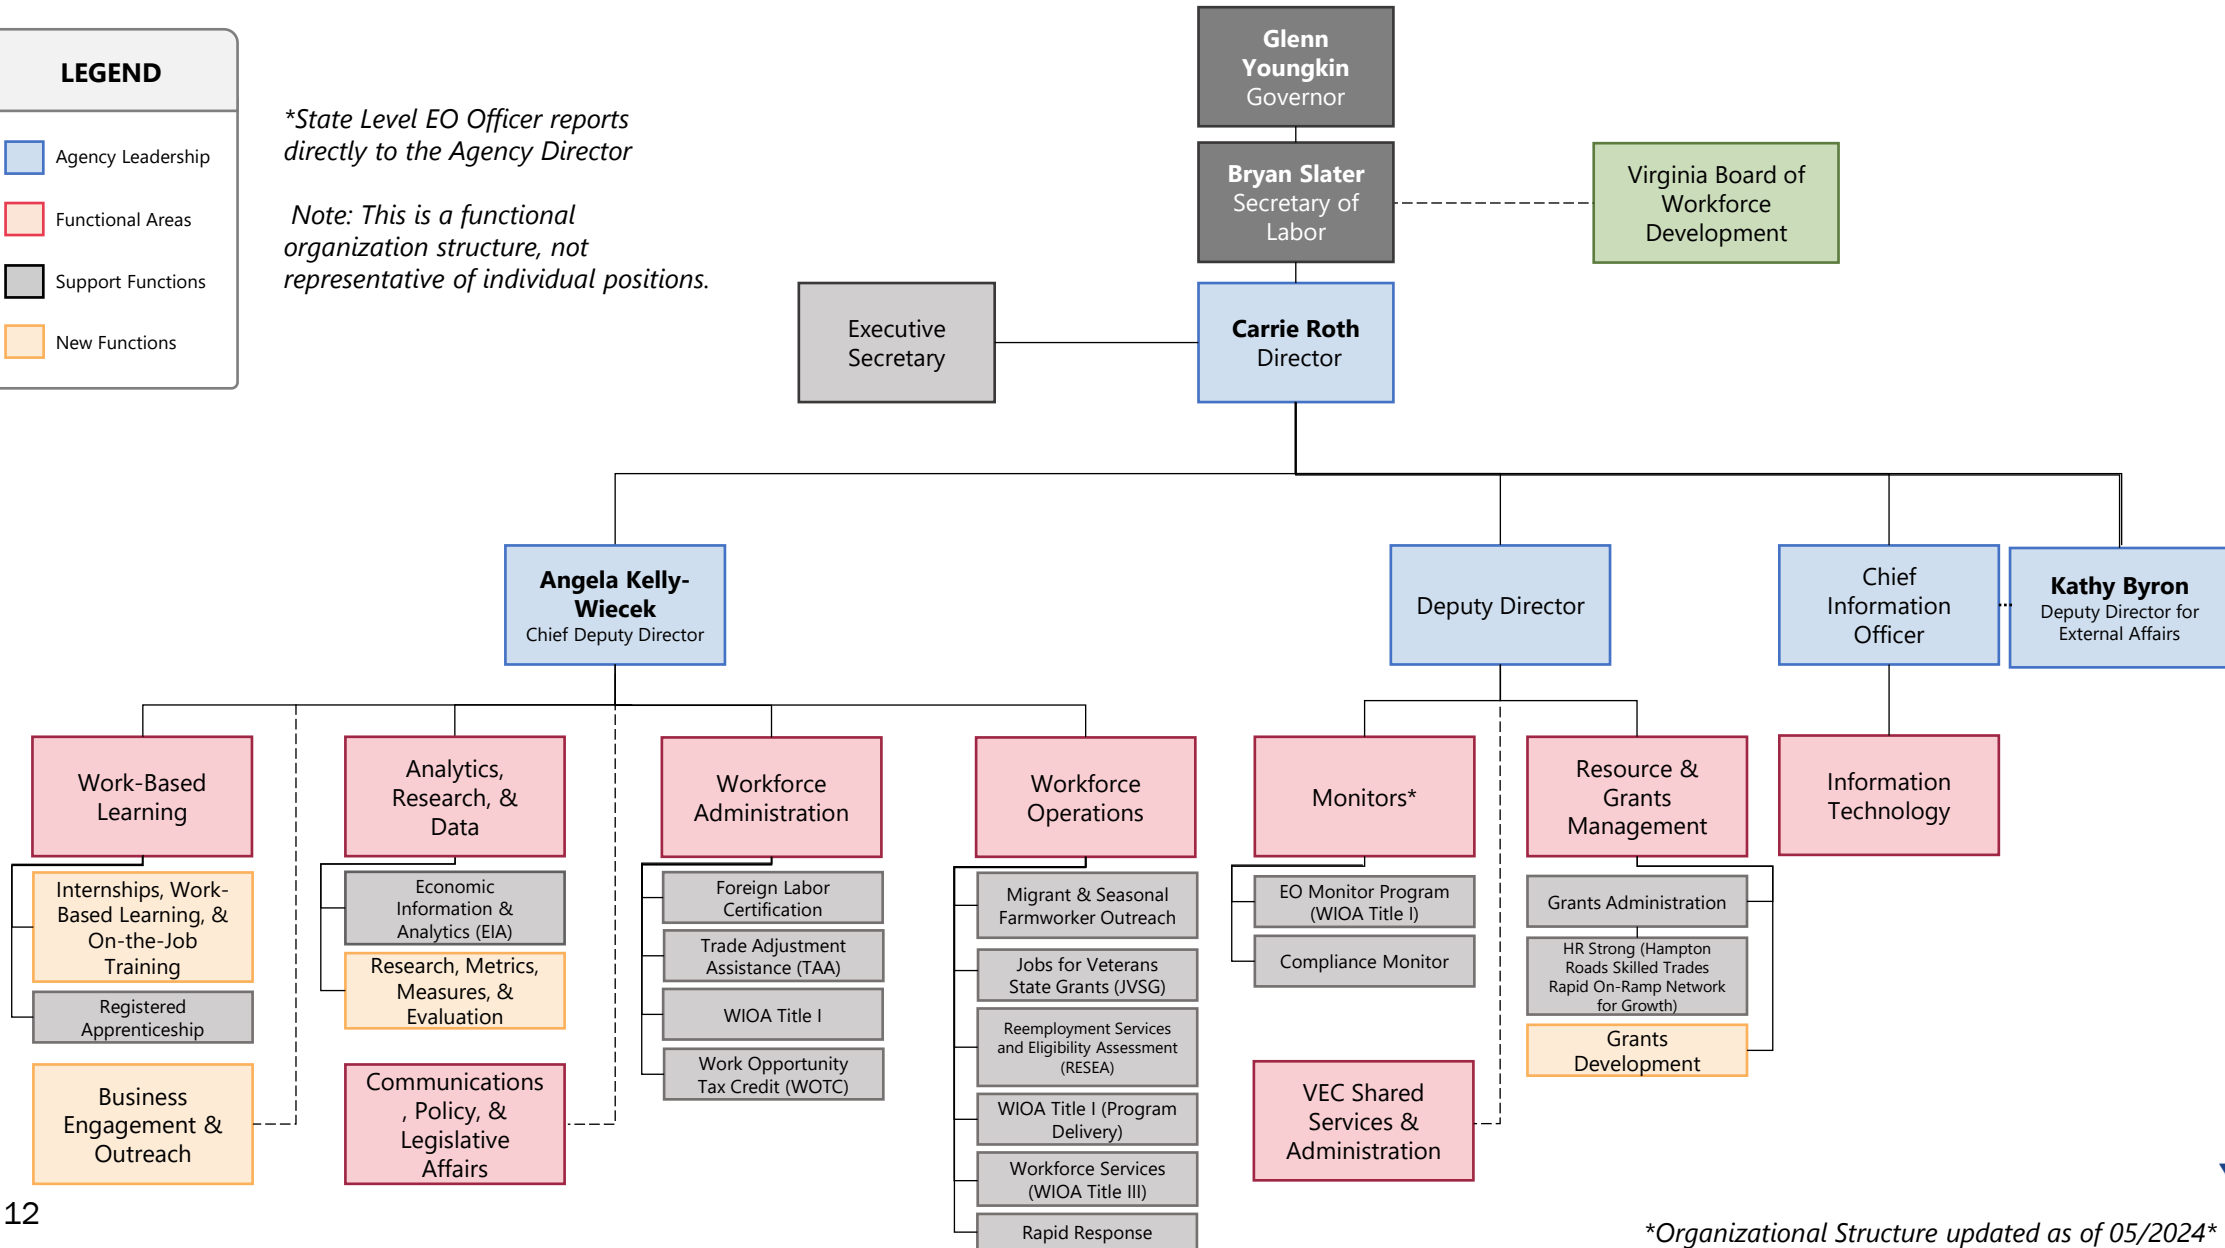 LEGEND
Agency Leadership
Functional Areas
Support Functions
New Functions
*State Level EO Officer reports
directly to the Agency Director
Note: This is a functional
organization structure, not
representative of individual positions.
Glenn
Youngkin
Governor
Bryan Slater
Secretary of
Labor
Virginia Board of
Workforce
Development
Executive
Secretary
Carrie Roth
Director
Angela Kelly-
Wiecek
Chief Deputy Director
Deputy Director
Chief
Information
Officer
Kathy Byron
Deputy Director for
External Affairs
Work-Based
Learning
Internships, Work-
Based Learning, &
On-the-Job
Training
Registered
Apprenticeship
Business
Engagement &
Outreach
Analytics,
Research, &
Data
Economic
Information &
Analytics (EIA)
Research, Metrics,
Measures, &
Evaluation
Communications
, Policy, &
Legislative
Affairs
Workforce
Administration
Foreign Labor
Certification
Trade Adjustment
Assistance (TAA)
WIOA Title I
Work Opportunity
Tax Credit (WOTC)
Workforce
Operations
Migrant & Seasonal
Farmworker Outreach
Jobs for Veterans
State Grants (JVSG)
Reemployment Services
and Eligibility Assessment
(RESEA)
WIOA Title I (Program
Delivery)
Workforce Services
(WIOA Title III)
Rapid Response
Monitors*
EO Monitor Program
(WIOA Title I)
Compliance Monitor
VEC Shared
Services &
Administration
Resource &
Grants
Management
Grants Administration
HR Strong (Hampton
Roads Skilled Trades
Rapid On-Ramp Network
for Growth)
Grants
Development
Information
Technology
12
*Organizational Structure updated as of 05/2024*